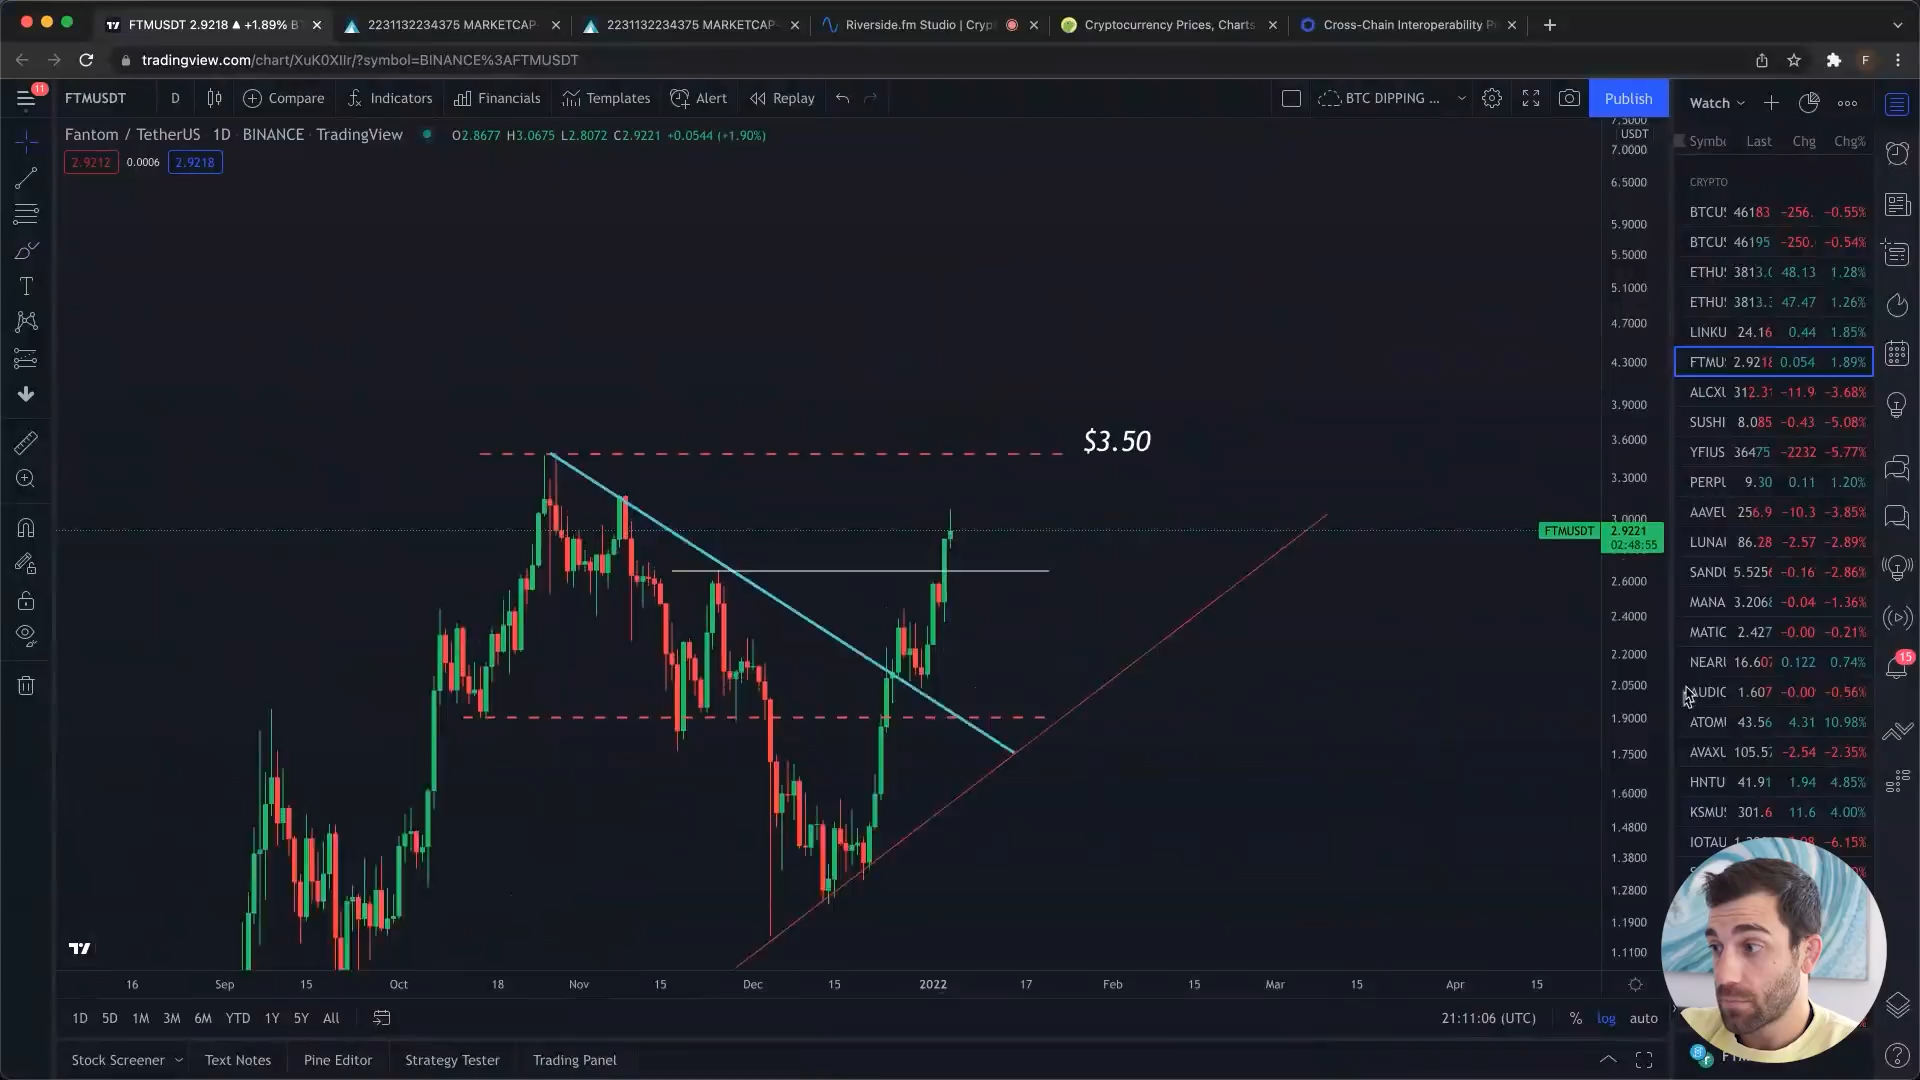 FTMUSDT 2.9218 ▲ +1.89%
2231132234375 MARKETCAP
2231132234375 MARKETCAP
Riverside.fm Studio | Cryp
Cryptocurrency Prices, Charts
Cross-Chain Interoperability P
tradingview.com/chart/XuK0XIIr/?symbol=BINANCE%3AFTMUSDT
F
11
FTMUSDT D Compare Indicators Financials Templates Alert Replay BTC DIPPING ... Publish Watch
Fantom / TetherUS 1D BINANCE TradingView O2.8677 H3.0675 L2.8072 C2.9221 +0.0544 (+1.90%)
2.9212 0.0006 2.9218
USDT
7.5000
7.0000
6.5000
5.9000
5.5000
5.1000
4.7000
4.3000
3.9000
3.6000
3.3000
3.0000
FTMUSDT 2.9221
02:48:55
2.6000
2.4000
2.2000
2.0500
1.9000
1.7500
1.6000
1.4800
1.3800
1.2800
1.1900
1.1100
$3.50
Symbo Last Chg Chg%
CRYPTO
BTCU 46183 -256. -0.55%
BTCU 46195 -250. -0.54%
ETHU 3813.0 48.13 1.28%
ETHU 3813.3 47.47 1.26%
LINKU 24.16 0.44 1.85%
FTMU 2.9218 0.054 1.89%
ALCXU 312.31 -11.9 -3.68%
SUSHI 8.085 -0.43 -5.08%
YFIUS 36475 -2232 -5.77%
PERPU 9.30 0.11 1.20%
AAVEU 256.9 -10.3 -3.85%
LUNA 86.28 -2.57 -2.89%
SANDU 5.525 -0.16 -2.86%
MANA 3.206 -0.04 -1.36%
MATIC 2.427 -0.00 -0.21%
NEARU 16.607 0.122 0.74%
AUDIO 1.607 -0.00 -0.56%
ATOMU 43.56 4.31 10.98%
AVAXU 105.57 -2.54 -2.35%
HNTU 41.91 1.94 4.85%
KSMU 301.6 11.6 4.00%
IOTAU -6.15%
15
16 Sep 15 Oct 18 Nov 15 Dec 15 2022 17 Feb 15 Mar 15 Apr 15
1D 5D 1M 3M 6M YTD 1Y 5Y All 21:11:06 (UTC) % log auto
Stock Screener Text Notes Pine Editor Strategy Tester Trading Panel